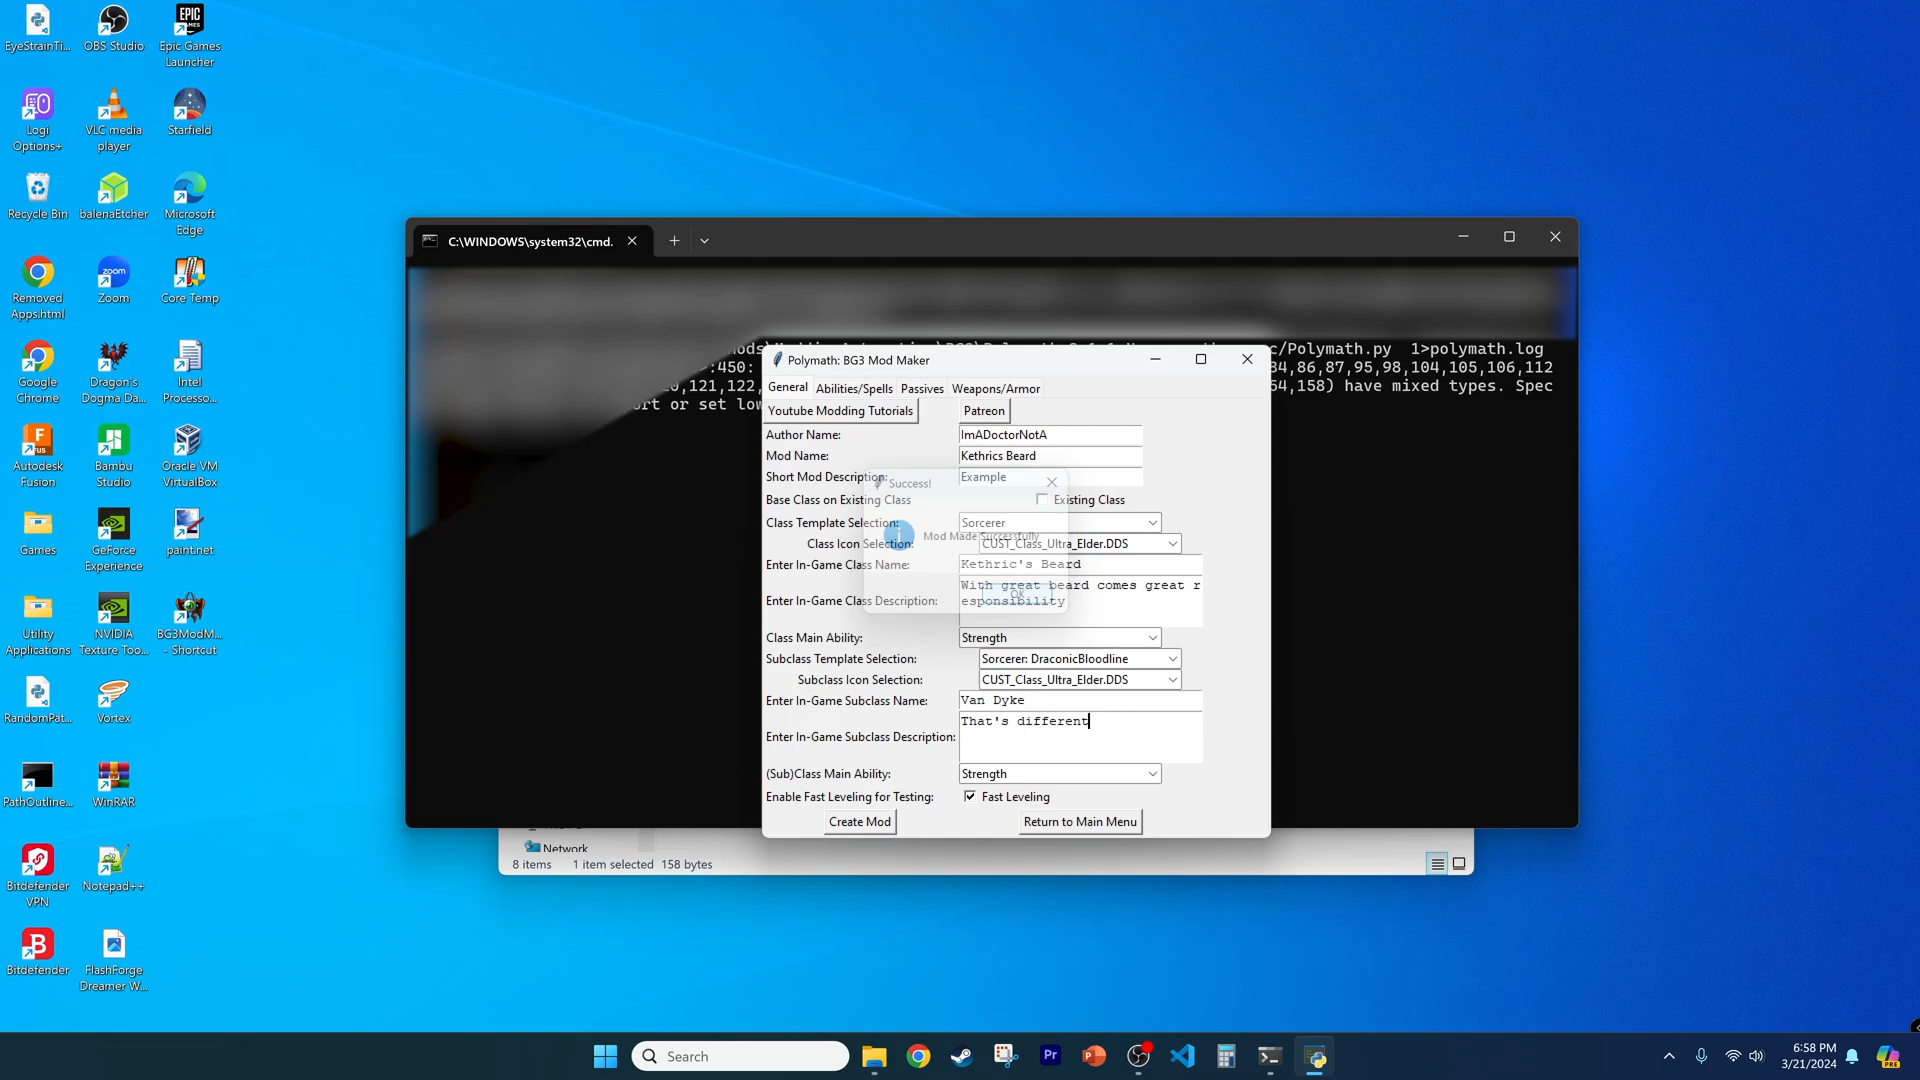 EyeStrainTi...
OBS Studio
Epic Games
Launcher
Logi
Options+
VLC media
player
Starfield
Recycle Bin
balenaEtcher
Microsoft
Edge
Removed
Apps.html
Zoom
Core Temp
Google
Chrome
Dragon's
Dogma Da...
Intel
Processo...
Autodesk
Fusion
Bambu
Studio
Oracle VM
VirtualBox
Games
GeForce
Experience
paint.net
Utility
Applications
NVIDIA
Texture Too...
BG3ModM...
- Shortcut
RandomPat...
Vortex
PathOutline...
WinRAR
Bitdefender
VPN
Notepad++
Bitdefender
FlashForge
Dreamer W...
C:\WINDOWS\system32\cmd.
c/Polymath.py 1>polymath.log
:450:
84,86,87,95,98,104,105,106,112
20,121,122,
64,158) have mixed types. Spec
ort or set low
Polymath: BG3 Mod Maker
General
Abilities/Spells
Passives
Weapons/Armor
Youtube Modding Tutorials
Patreon
Author Name:
ImADoctorNotA
Mod Name:
Kethrics Beard
Short Mod Description:
Example
Base Class on Existing Class
Existing Class
Class Template Selection:
Sorcerer
Class Icon Selection:
CUST_Class_Ultra_Elder.DDS
Enter In-Game Class Name:
Kethric's Beard
Enter In-Game Class Description:
With great beard comes great r
esponsibility
Class Main Ability:
Strength
Subclass Template Selection:
Sorcerer: DraconicBloodline
Subclass Icon Selection:
CUST_Class_Ultra_Elder.DDS
Enter In-Game Subclass Name:
Van Dyke
Enter In-Game Subclass Description:
That's different
(Sub)Class Main Ability:
Strength
Enable Fast Leveling for Testing:
Fast Leveling
Create Mod
Return to Main Menu
Success!
Mod Made Successfully
OK
Network
8 items
1 item selected 158 bytes
Search
6:58 PM
3/21/2024